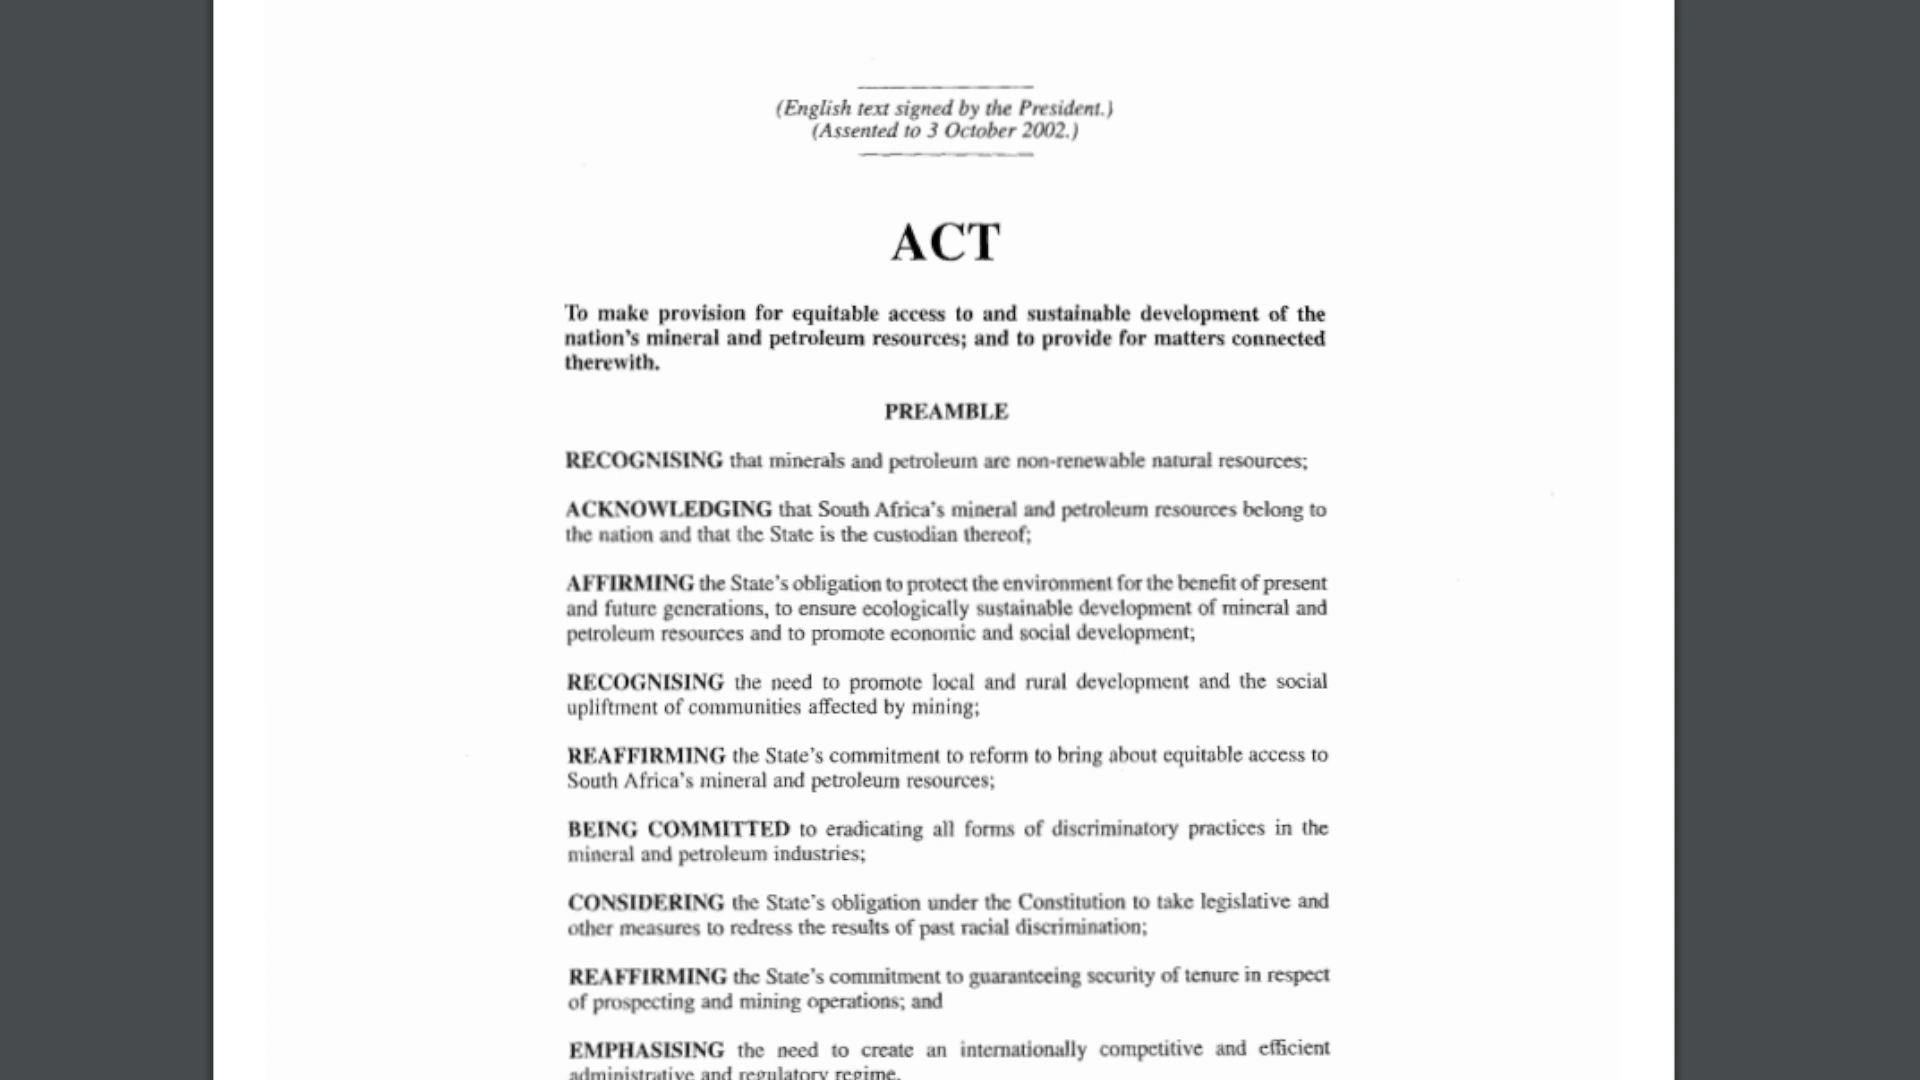 (English text signed by the President.)
(Assented to 3 October 2002.)
ACT
To make provision for equitable access to and sustainable development of the
nation's mineral and petroleum resources; and to provide for matters connected
therewith.
PREAMBLE
RECOGNISING that minerals and petroleum are non-renewable natural resources;
ACKNOWLEDGING that South Africa's mineral and petroleum resources belong to
the nation and that the State is the custodian thereof;
AFFIRMING the State's obligation to protect the environment for the benefit of present
and future generations, to ensure ecologically sustainable development of mineral and
petroleum resources and to promote economic and social development;
RECOGNISING the need to promote local and rural development and the social
upliftment of communities affected by mining;
REAFFIRMING the State's commitment to reform to bring about equitable access to
South Africa's mineral and petroleum resources;
BEING COMMITTED to eradicating all forms of discriminatory practices in the
mineral and petroleum industries;
CONSIDERING the State's obligation under the Constitution to take legislative and
other measures to redress the results of past racial discrimination;
REAFFIRMING the State's commitment to guaranteeing security of tenure in respect
of prospecting and mining operations; and
EMPHASISING the need to create an internationally competitive and efficient
administrative and regulatory regime.